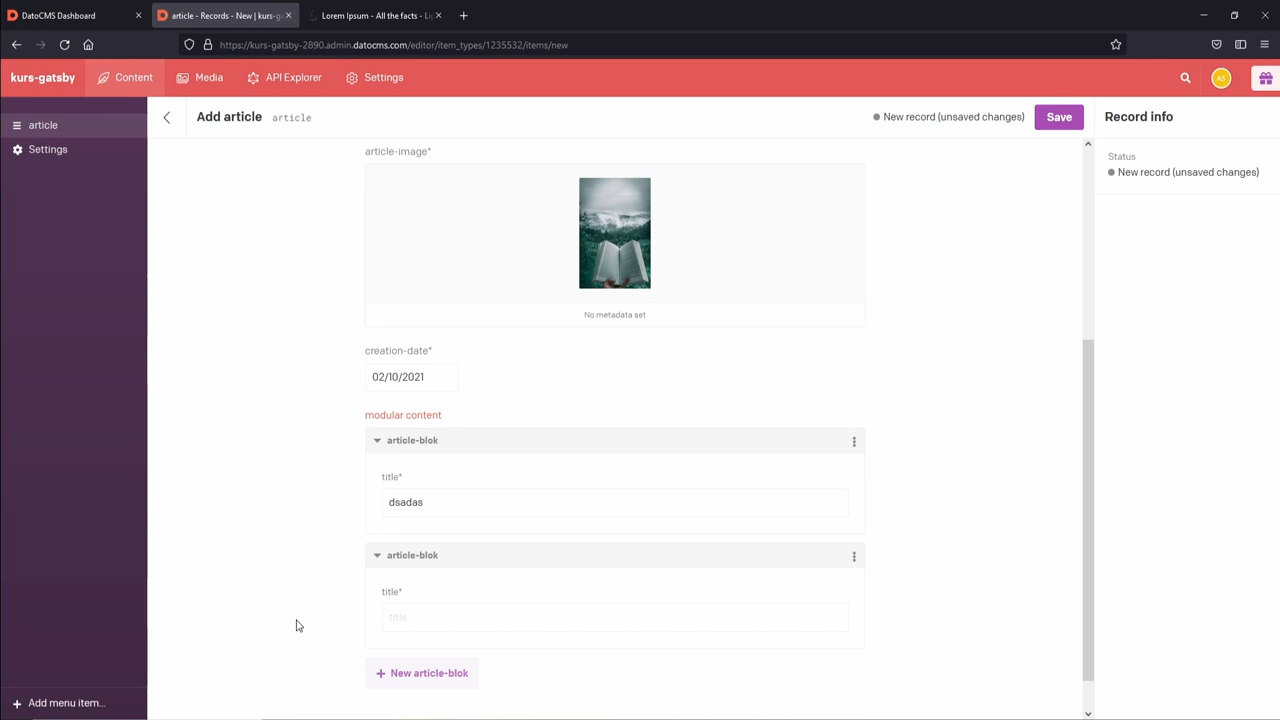 DatoCMS Dashboard
article - Records - New | kurs-ga
Lorem Ipsum - All the facts - Lip
https://kurs-gatsby-2890.admin.datocms.com/editor/item_types/1235532/items/new
kurs-gatsby
Content
Media
API Explorer
Settings
AS
article
Settings
Add article
article
New record (unsaved changes)
Save
Record info
Status
New record (unsaved changes)
article-image*
No metadata set
creation-date*
02/10/2021
modular content
article-blok
title*
dsadas
article-blok
title*
title
+ New article-blok
+ Add menu item...